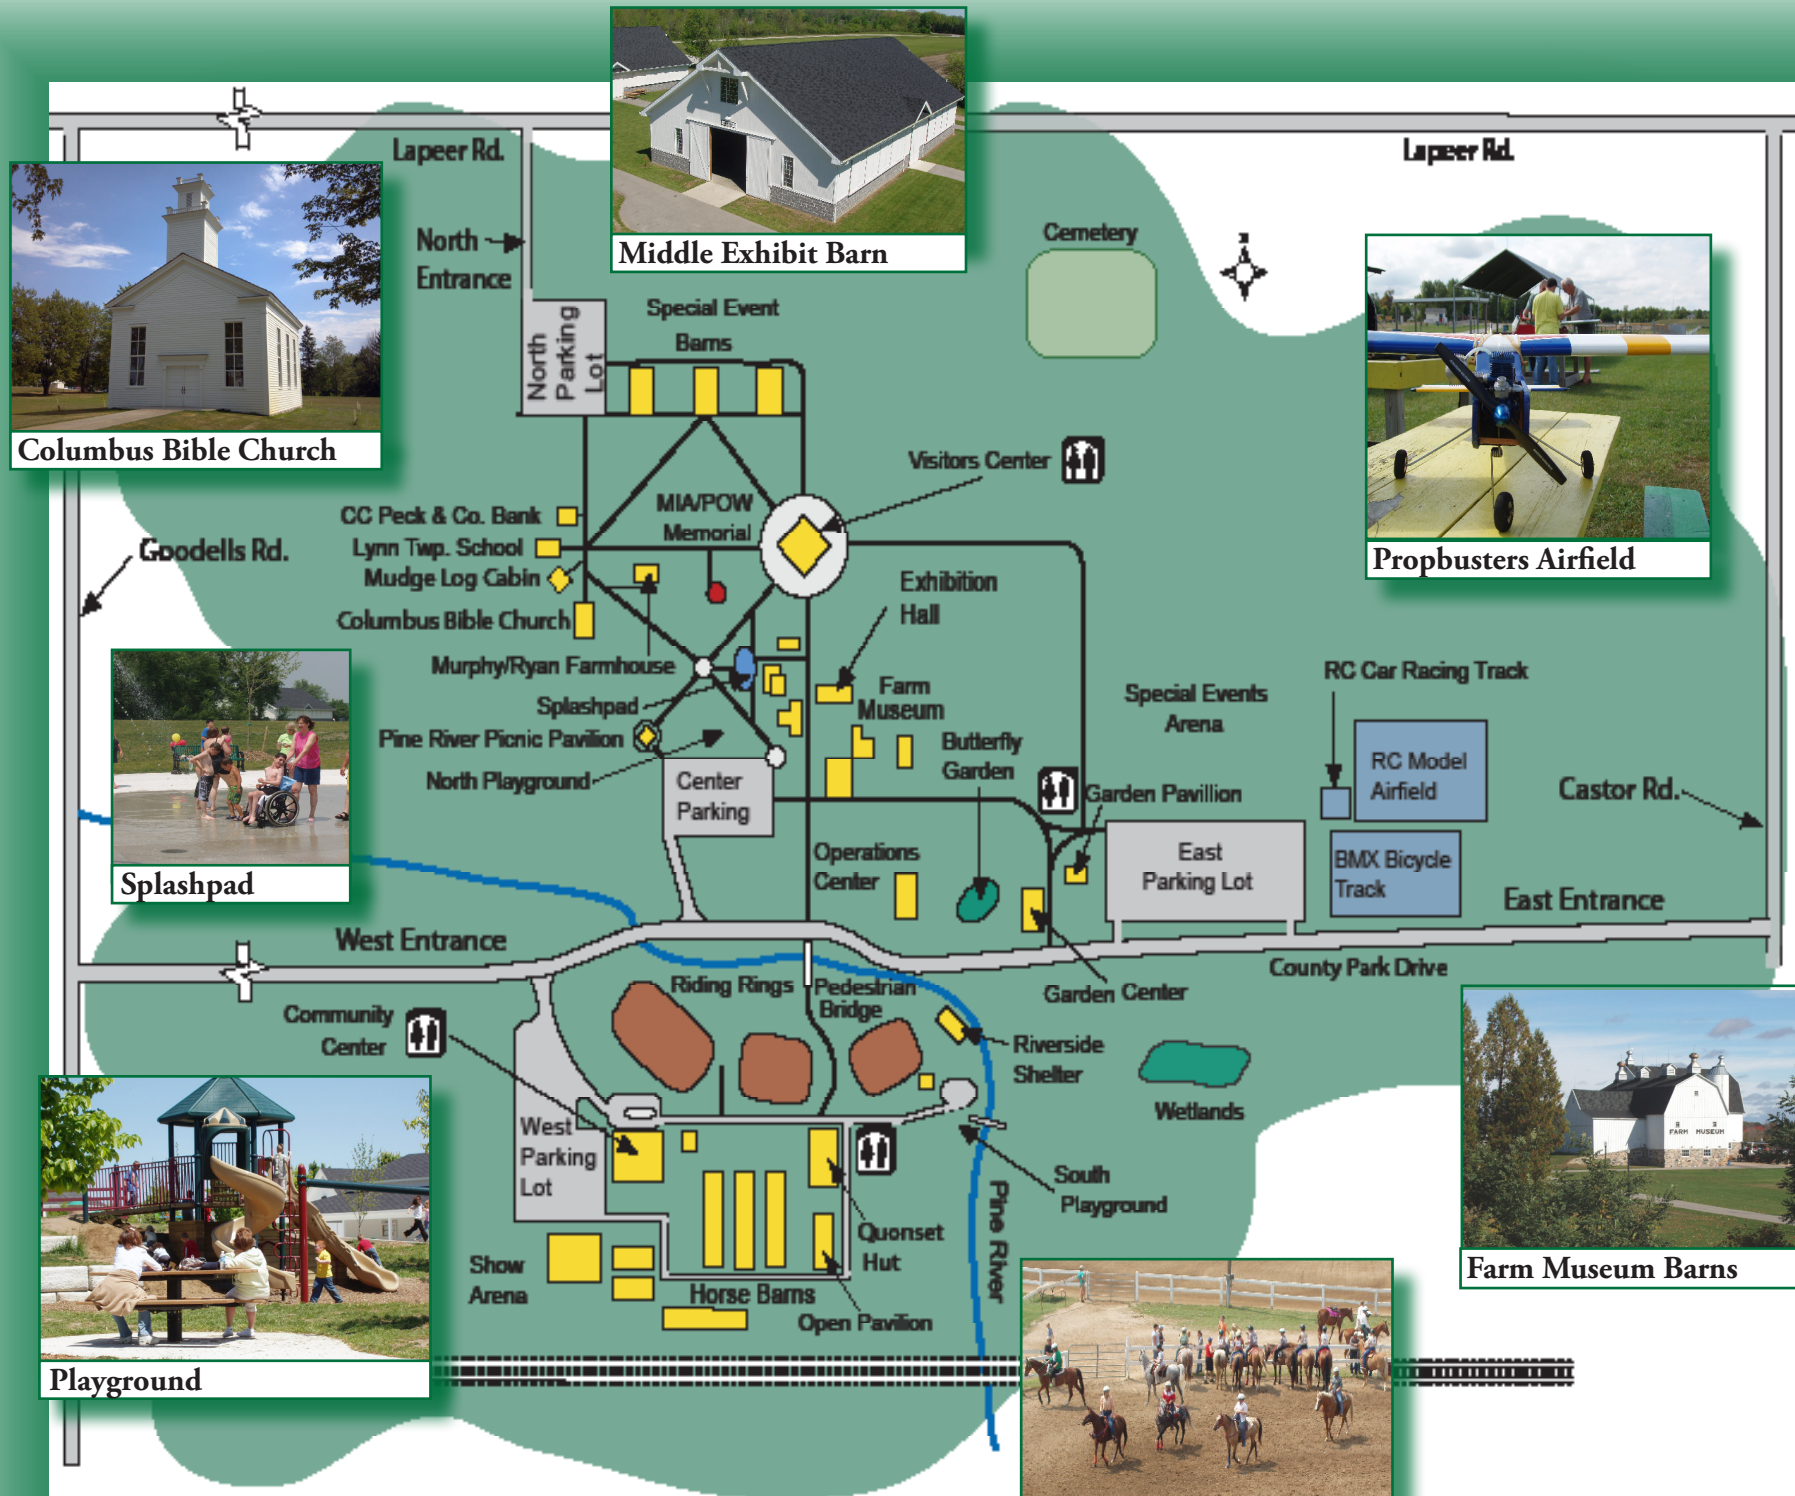 Middle Exhibit Barn
Lapeer Rd.
Lapeer Rd.
North
Entrance
Cemetery
Columbus Bible Church
North
Parking
Lot
Special Event
Barns
Propbusters Airfield
Visitors Center
CC Peck & Co. Bank
Lynn Twp. School
Mudge Log Cabin
Columbus Bible Church
MIA/POW
Memorial
Goodells Rd.
Exhibition
Hall
Murphy/Ryan Farmhouse
Splashpad
Pine River Picnic Pavilion
North Playground
Farm
Museum
Butterfly
Garden
Special Events
Arena
RC Car Racing Track
RC Model
Airfield
Castor Rd.
Center
Parking
Garden Pavillion
Splashpad
Operations
Center
East
Parking Lot
BMX Bicycle
Track
East Entrance
West Entrance
County Park Drive
Riding Rings
Pedestrian
Bridge
Garden Center
Community
Center
Riverside
Shelter
Wetlands
West
Parking
Lot
South
Playground
Pine River
Quonset
Hut
Show
Arena
Horse Barns
Open Pavilion
FARM MUSEUM
Farm Museum Barns
Playground